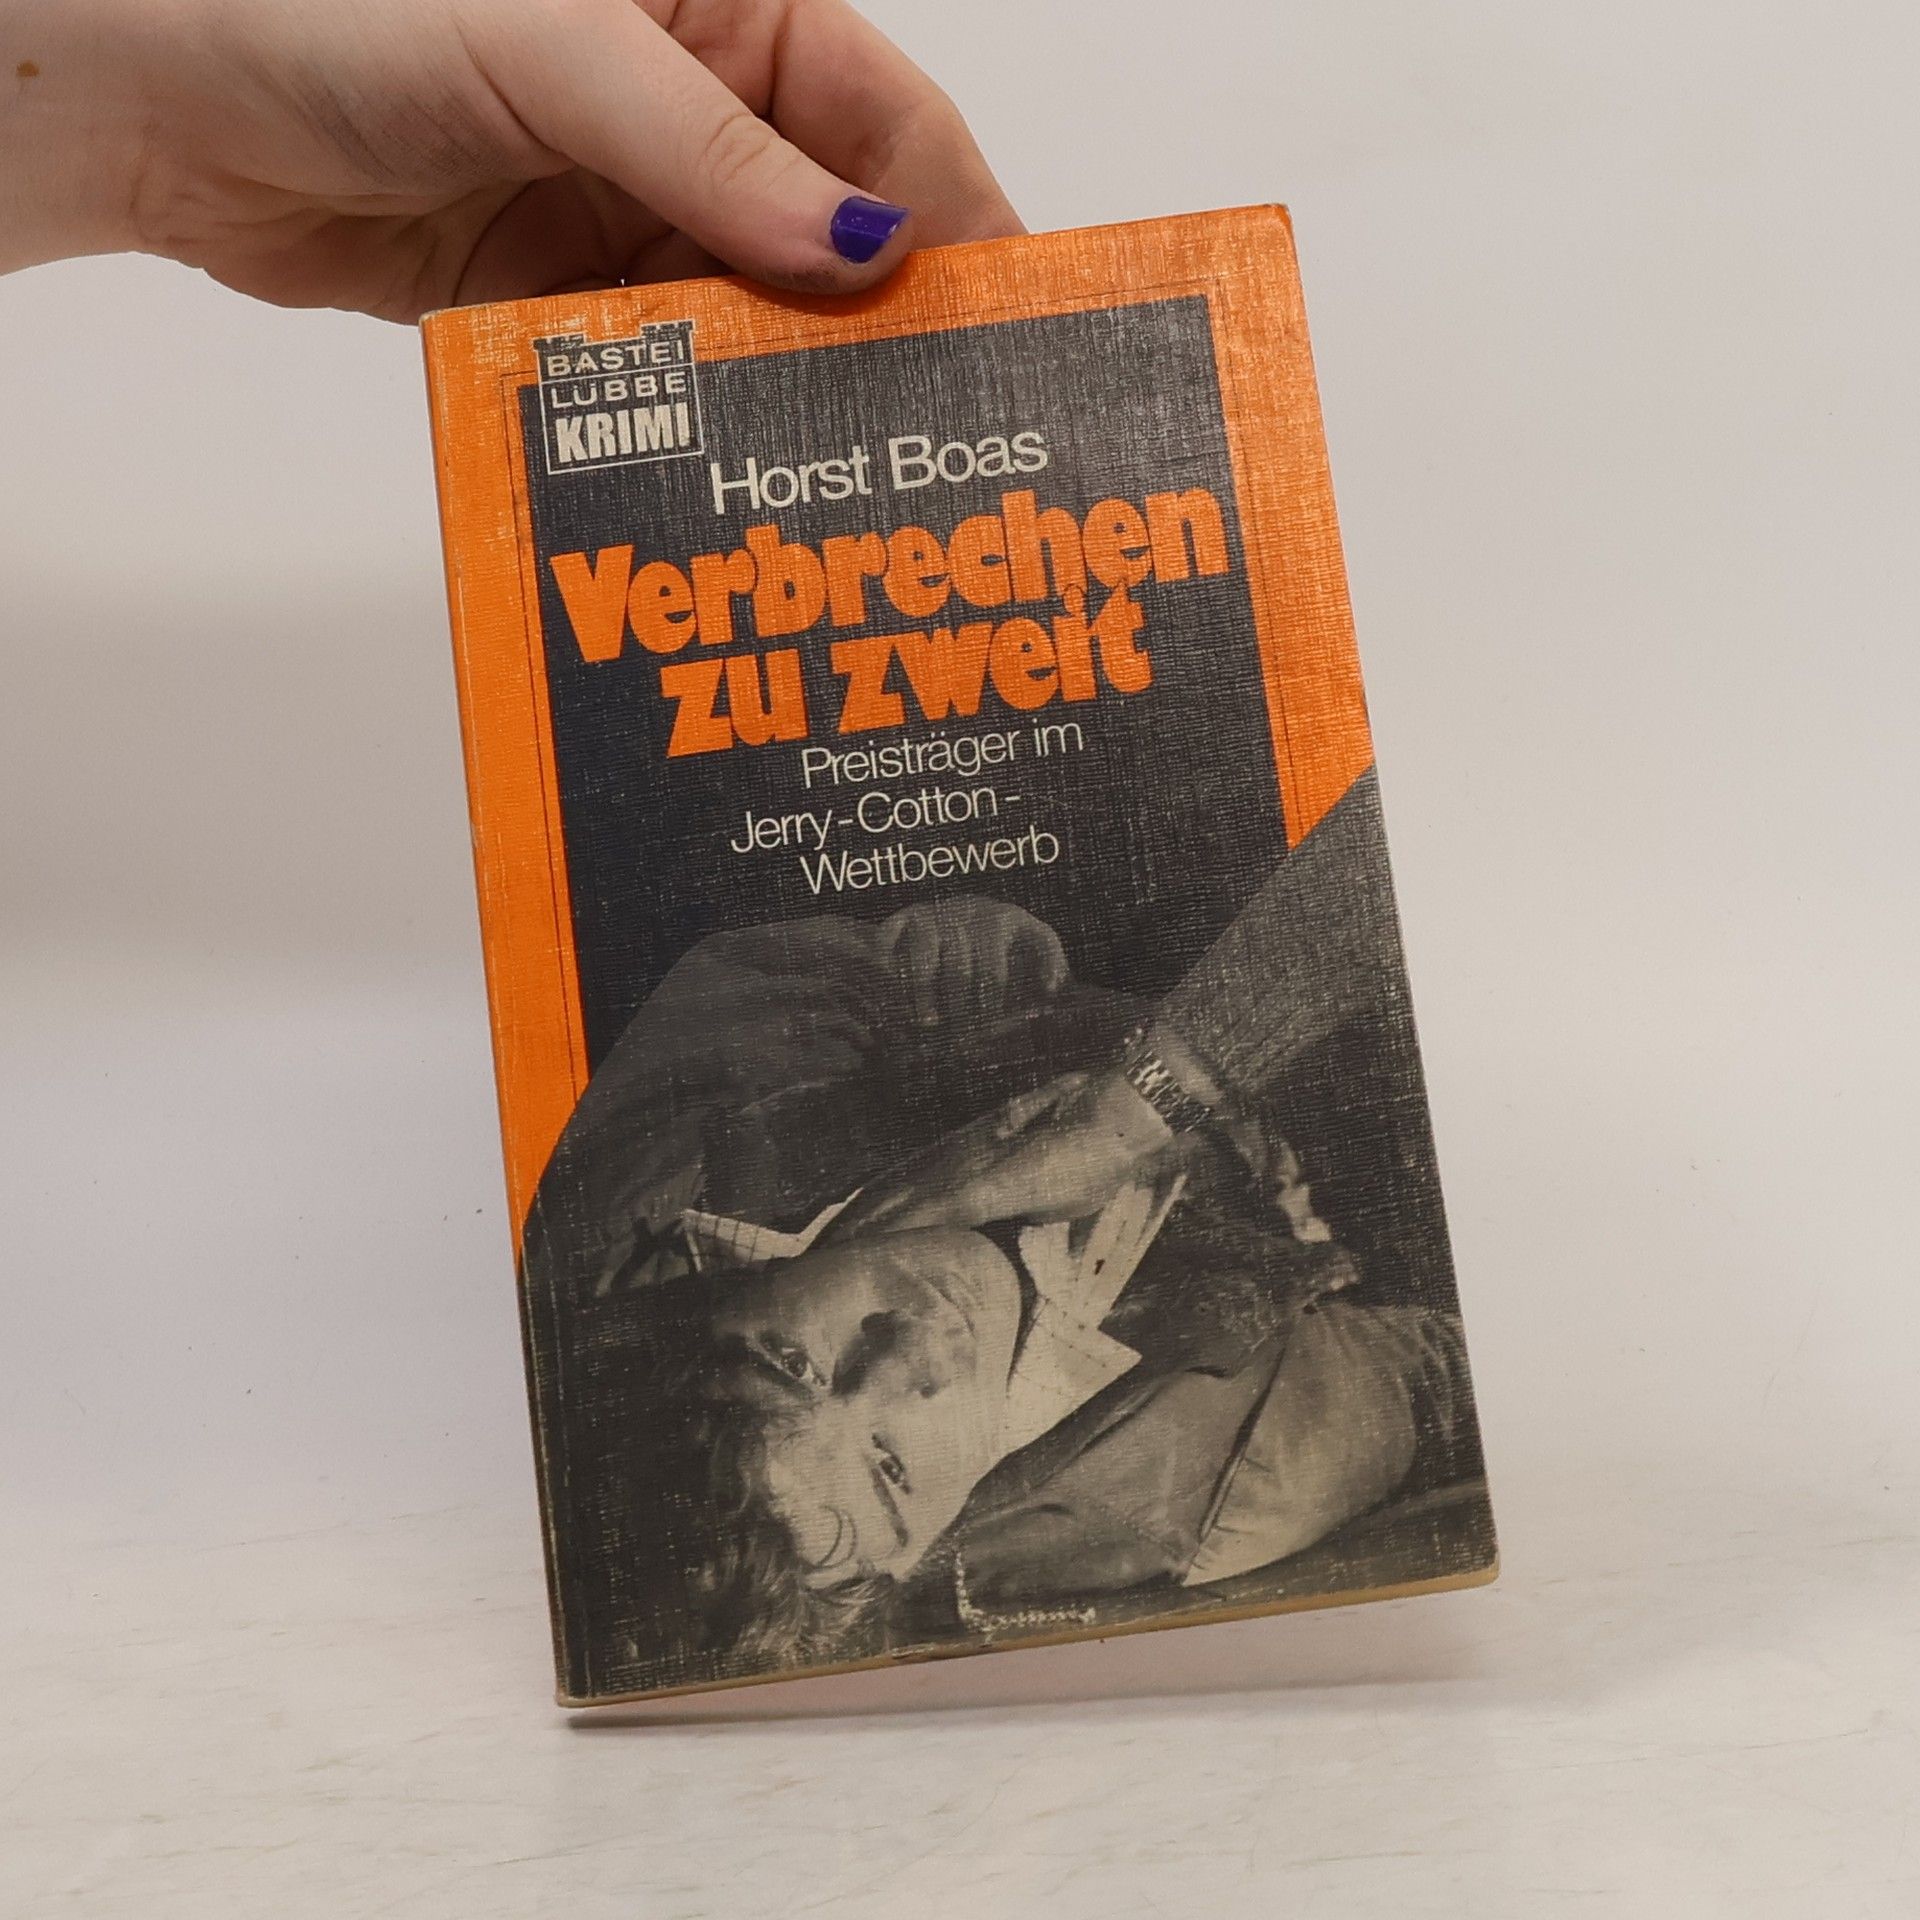 BASTEI
LÜBBE
KRIMI
Horst Boas
Verbrechen
zu zweit
Preisträger im
Jerry-Cotton-
Wettbewerb